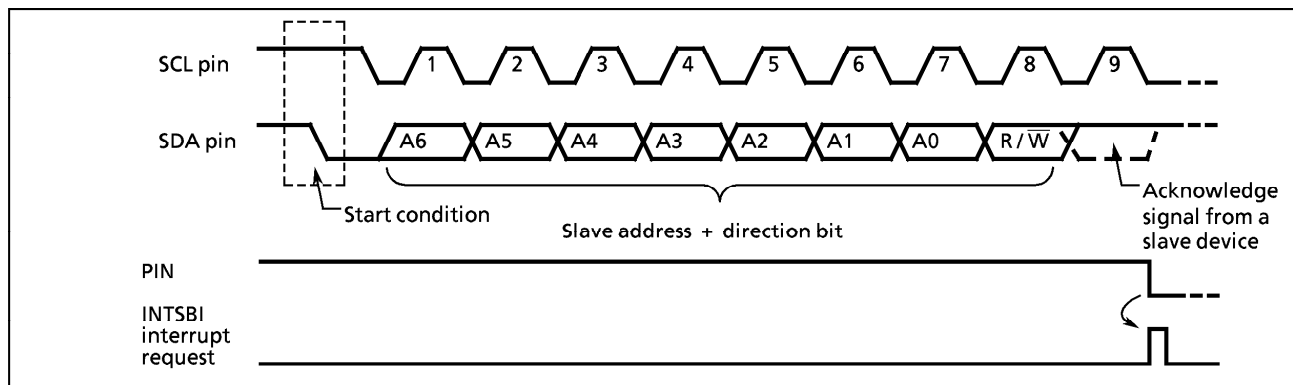 SCL pin
1 2 3 4 5 6 7 8 9
SDA pin
A6 A5 A4 A3 A2 A1 A0 R / W̅
Start condition
Slave address + direction bit
Acknowledge
signal from a
slave device
PIN
INTSBI
interrupt
request